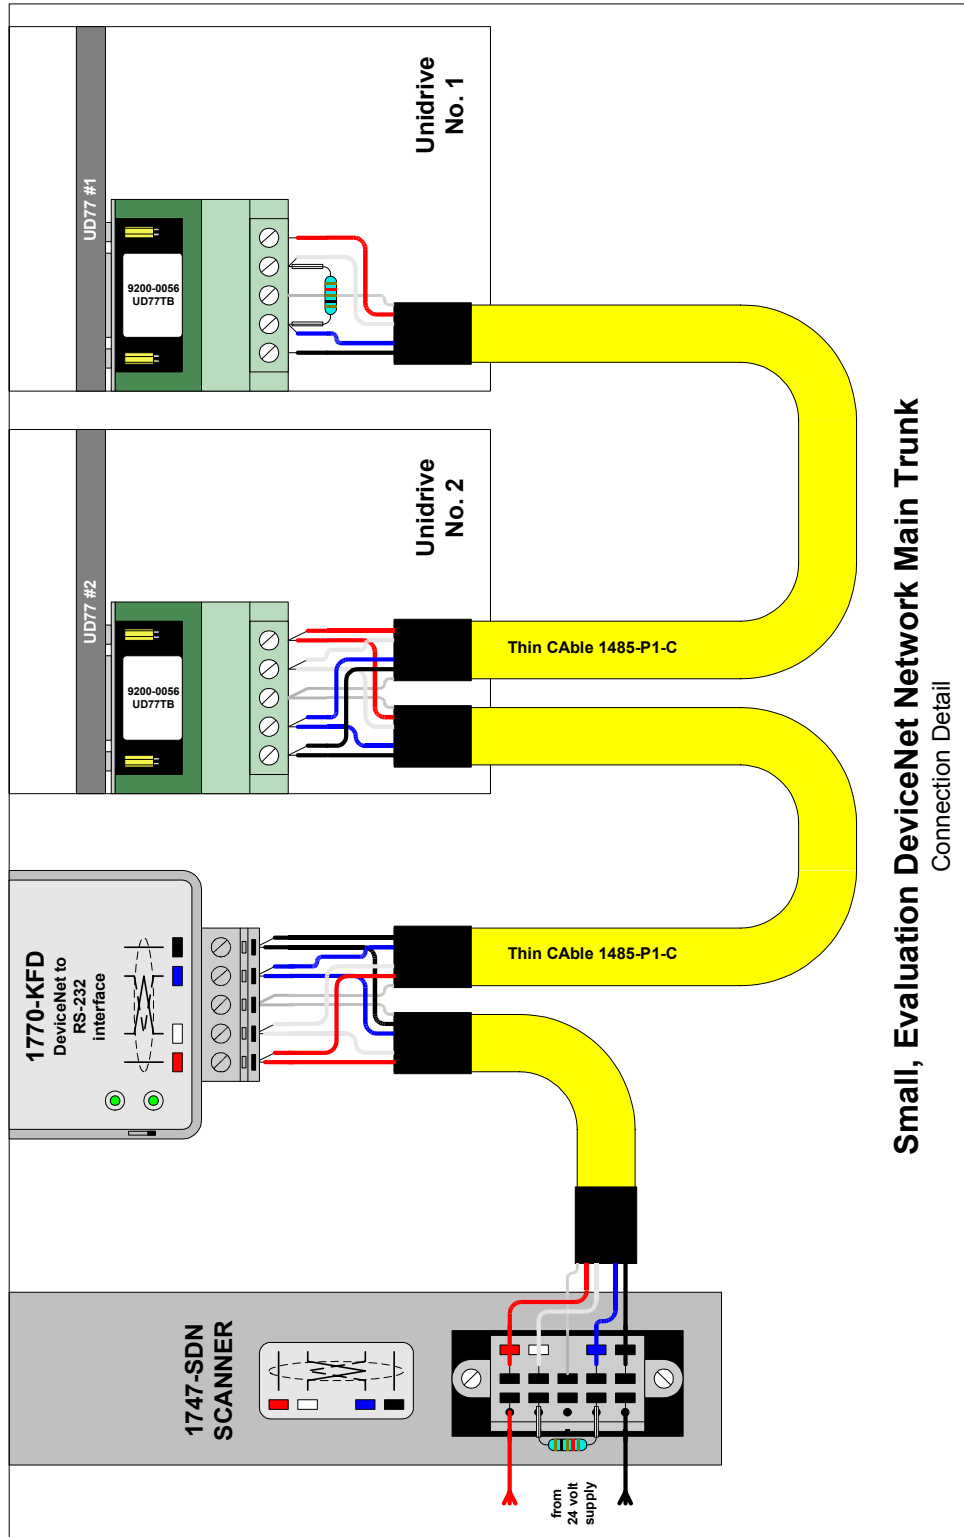 Unidrive
No. 1
UD77 #1
9200-0056
UD77TB
Unidrive
No. 2
UD77 #2
9200-0056
UD77TB
Thin CAble 1485-P1-C
1770-KFD
DeviceNet to
RS-232
interface
Thin CAble 1485-P1-C
1747-SDN
SCANNER
from
24 volt
supply
Small, Evaluation DeviceNet Network Main Trunk
Connection Detail